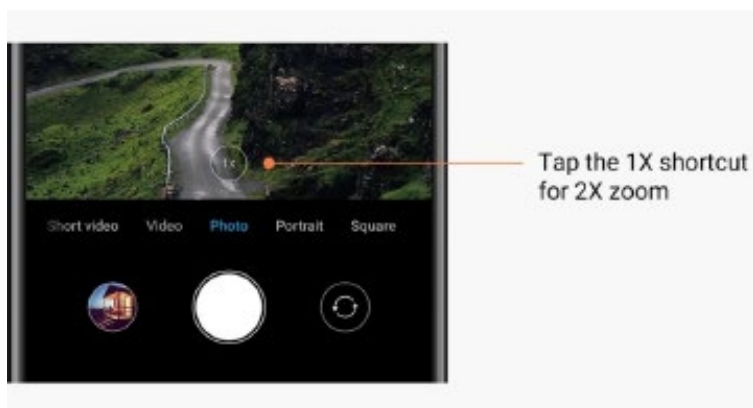 1x
Tap the 1X shortcut
for 2X zoom
Short video Video Photo Portrait Square